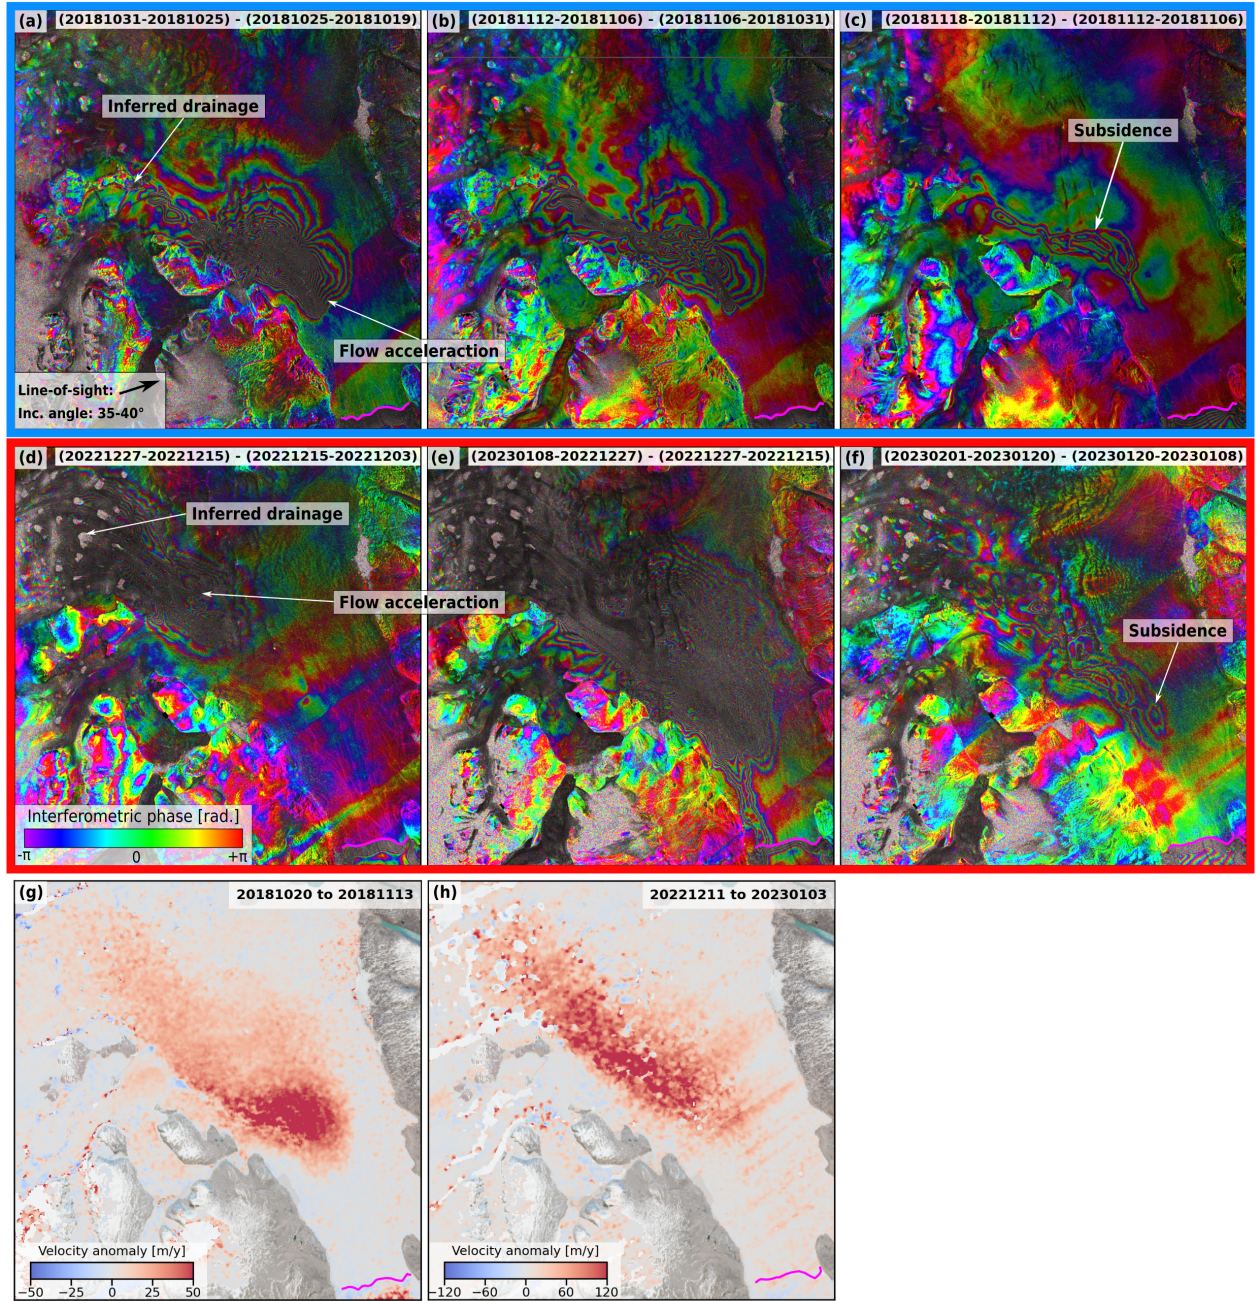 (a) (20181031-20181025) - (20181025-20181019)
Inferred drainage
Flow acceleraction
Line-of-sight:
Inc. angle: 35-40°
(b) (20181112-20181106) - (20181106-20181031)
(c) (20181118-20181112) - (20181112-20181106)
Subsidence
(d) (20221227-20221215) - (20221215-20221203)
Inferred drainage
Flow acceleraction
Interferometric phase [rad.]
-π 0 +π
(e) (20230108-20221227) - (20221227-20221215)
(f) (20230201-20230120) - (20230120-20230108)
Subsidence
(g) 20181020 to 20181113
Velocity anomaly [m/y]
−50 −25 0 25 50
(h) 20221211 to 20230103
Velocity anomaly [m/y]
−120 −60 0 60 120